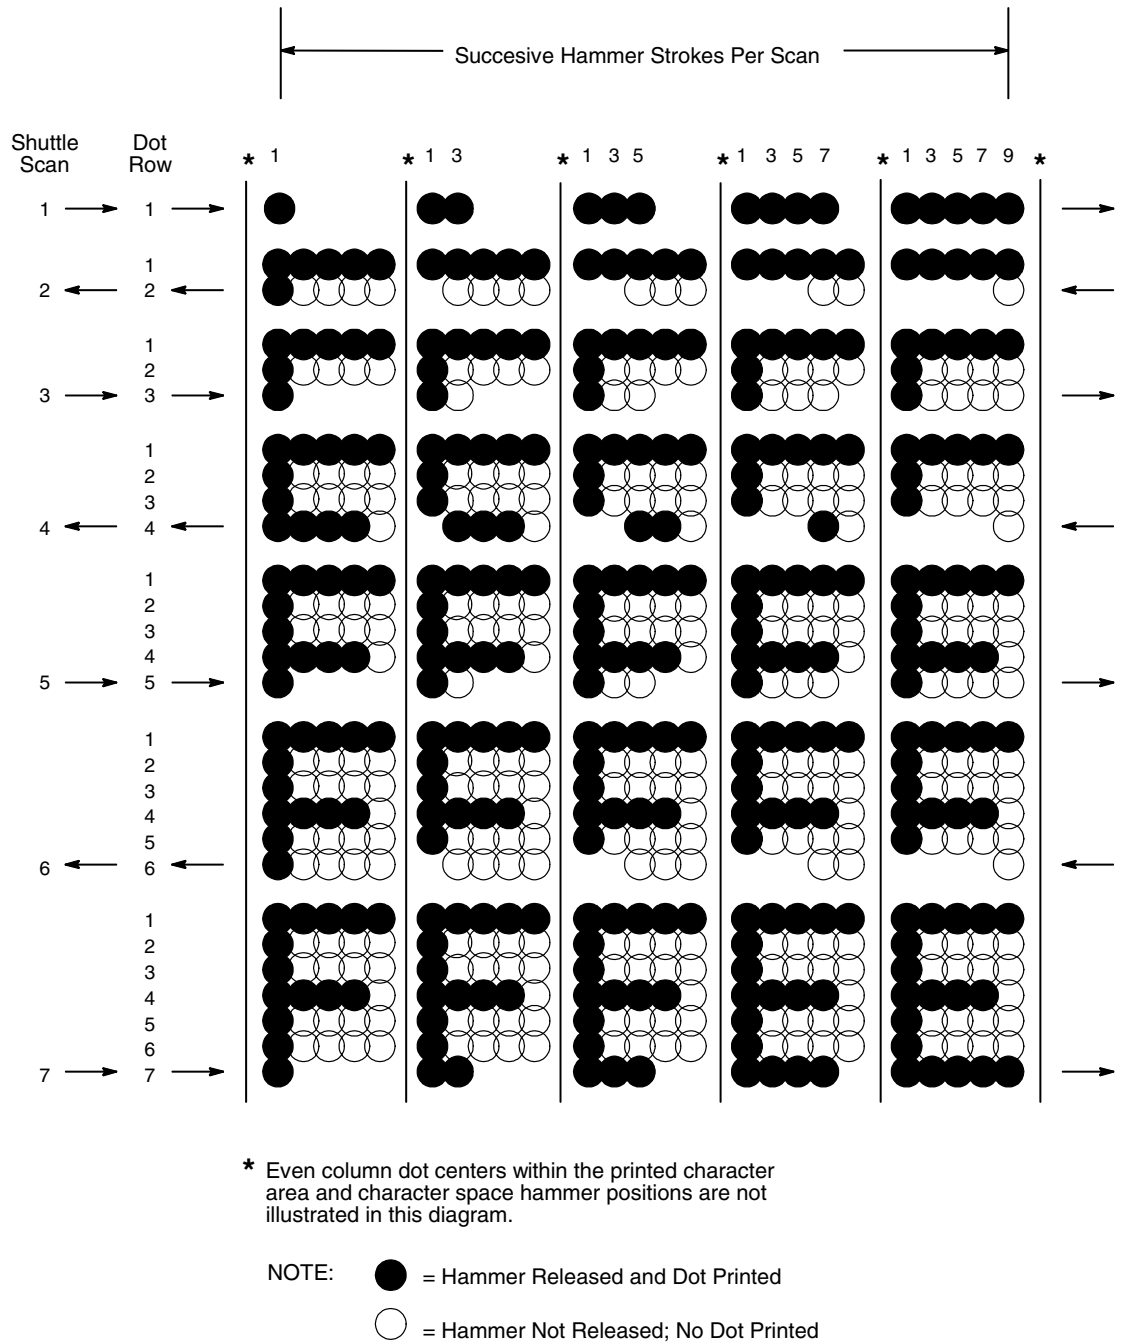 Succesive Hammer Strokes Per Scan
Shuttle Scan
Dot Row
* 1 * 1 3 * 1 3 5 * 1 3 5 7 * 1 3 5 7 9 *
1 1
1
2 2
1
2
3 3
1
2
3
4 4
1
2
3
4
5 5
1
2
3
4
5
6 6
1
2
3
4
5
6
7 7
* Even column dot centers within the printed character
area and character space hammer positions are not
illustrated in this diagram.
NOTE:
= Hammer Released and Dot Printed
= Hammer Not Released; No Dot Printed